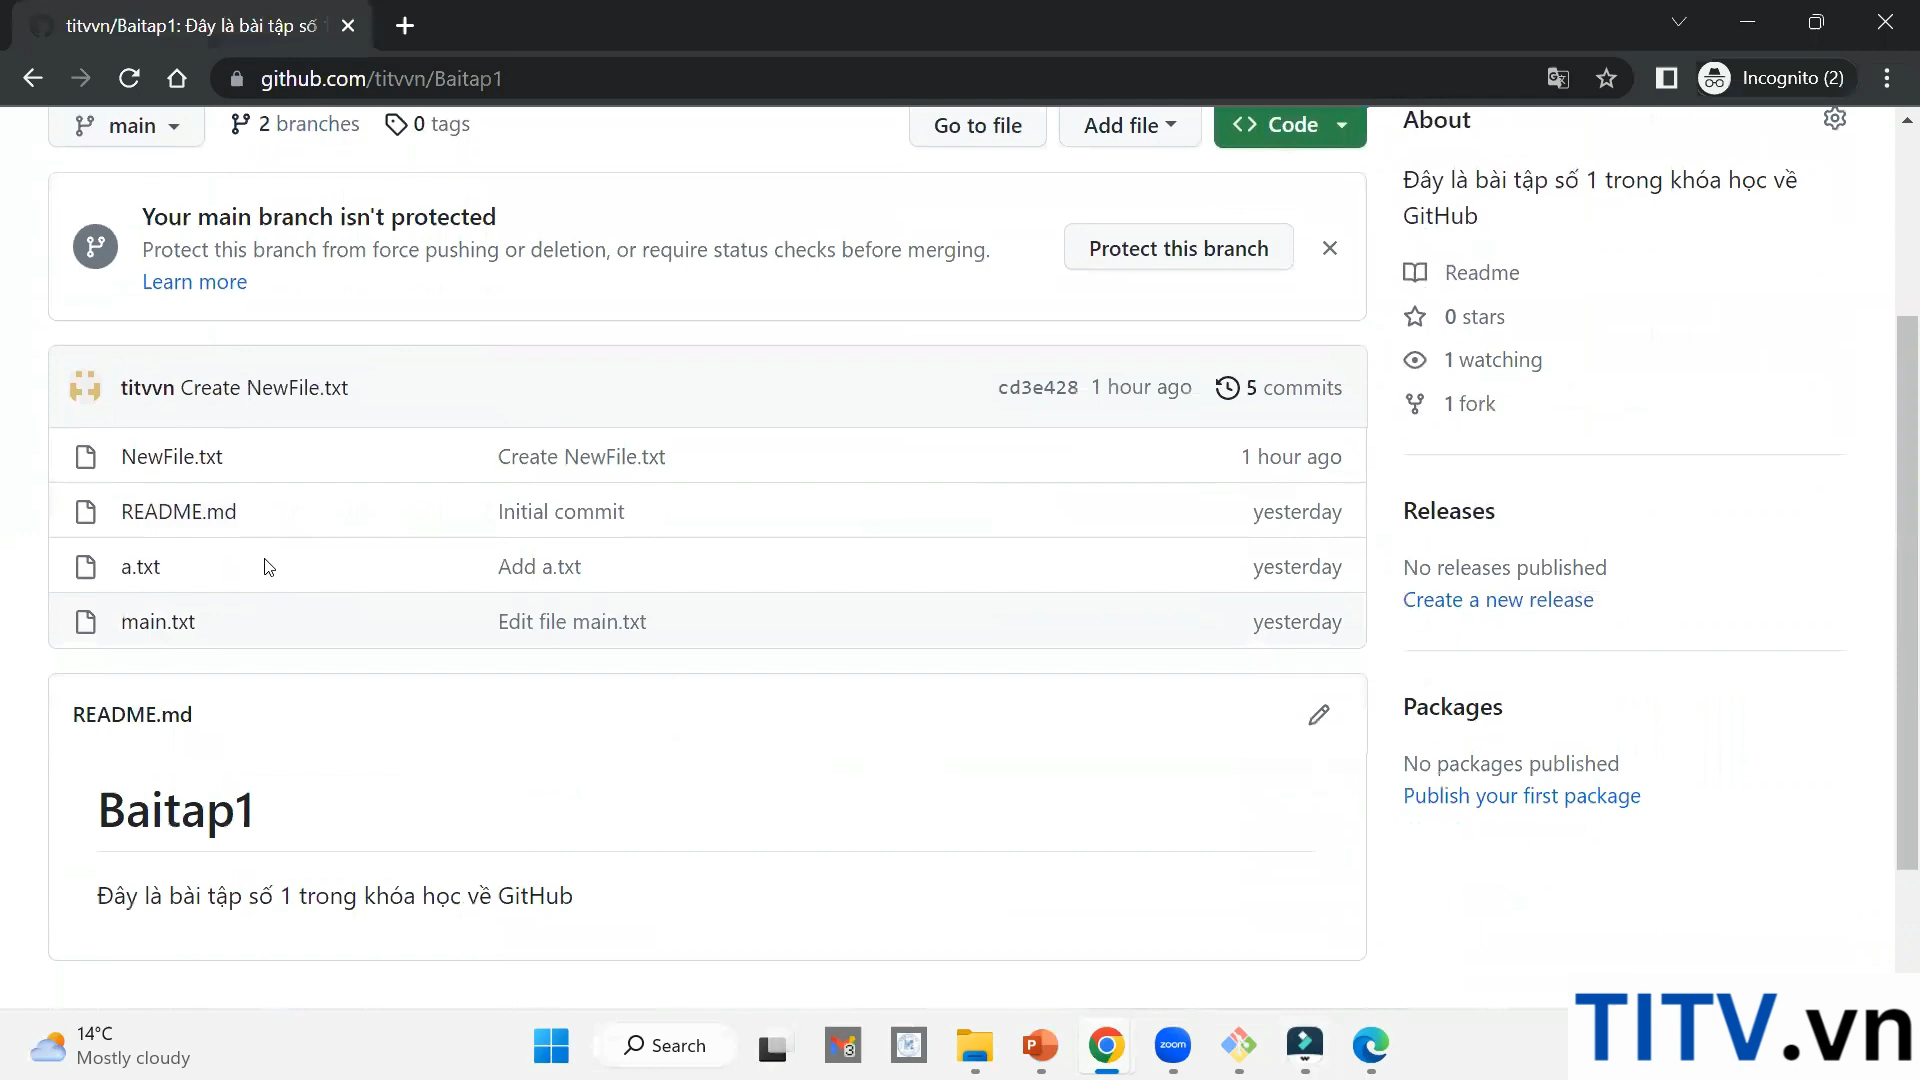 titvvn/Baitap1: Đây là bài tập số 1
github.com/titvvn/Baitap1
Incognito (2)
main
2 branches
0 tags
Go to file
Add file
<> Code
About
Đây là bài tập số 1 trong khóa học về
GitHub
Your main branch isn't protected
Protect this branch from force pushing or deletion, or require status checks before merging.
Learn more
Protect this branch
Readme
0 stars
1 watching
1 fork
titvvn Create NewFile.txt
cd3e428 1 hour ago
5 commits
NewFile.txt
Create NewFile.txt
1 hour ago
README.md
Initial commit
yesterday
a.txt
Add a.txt
yesterday
main.txt
Edit file main.txt
yesterday
Releases
No releases published
Create a new release
README.md
Packages
No packages published
Publish your first package
Baitap1
Đây là bài tập số 1 trong khóa học về GitHub
14°C
Mostly cloudy
Search
3
P
zoom
TITV.vn